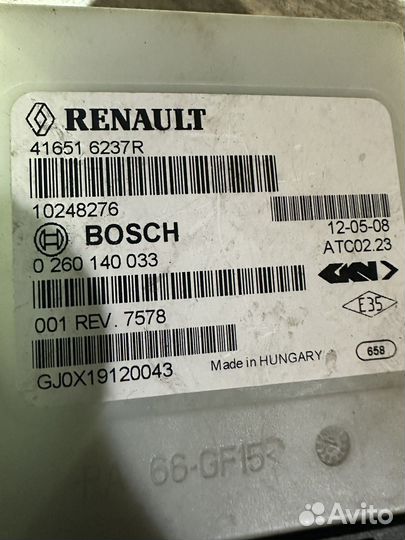 RENAULT
41651 6237R
10248276
12-05-08
BOSCH
ATC02.23
0 260 140 033
GKN
001 REV. 7578
E35
Made in HUNGARY
658
GJ0X19120043
66-GF15
Avito